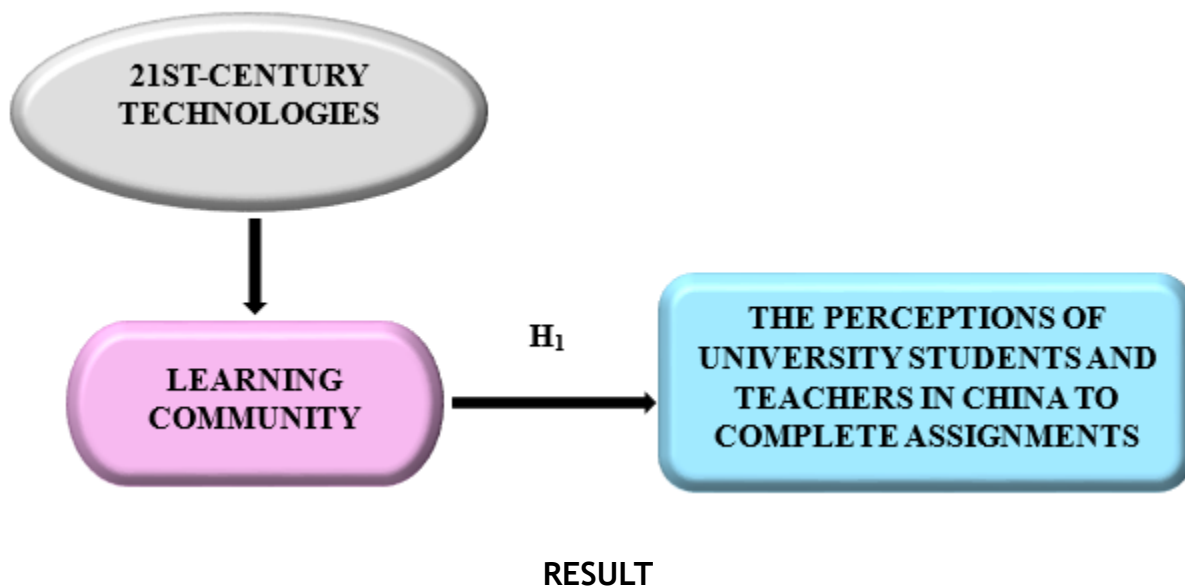 21ST-CENTURY
TECHNOLOGIES
LEARNING
COMMUNITY
H₁
THE PERCEPTIONS OF
UNIVERSITY STUDENTS AND
TEACHERS IN CHINA TO
COMPLETE ASSIGNMENTS
RESULT